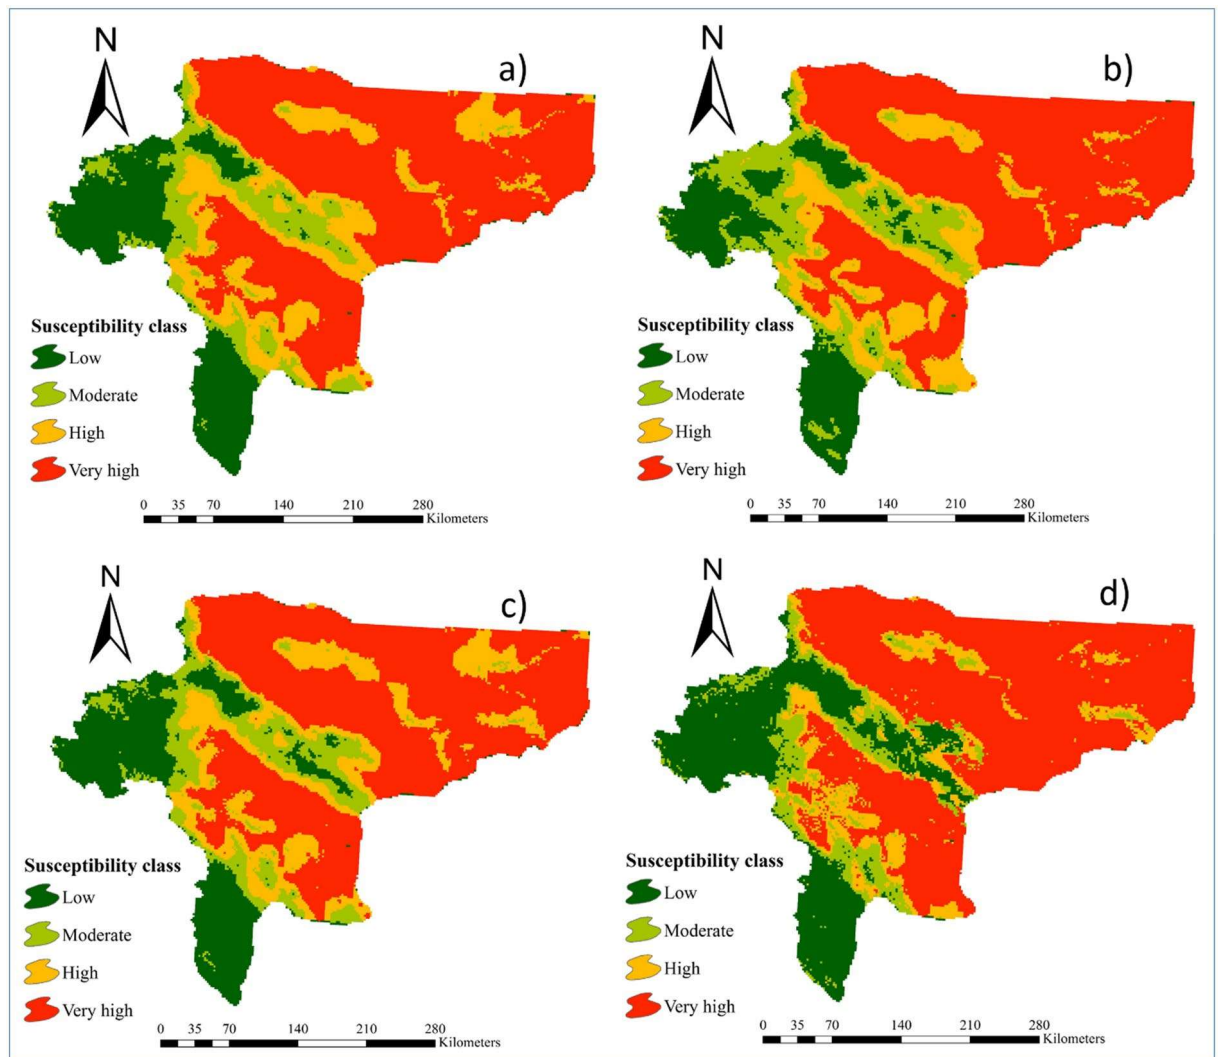 N
a)
Susceptibility class
Low
Moderate
High
Very high
0 35 70 140 210 280
Kilometers
N
b)
Susceptibility class
Low
Moderate
High
Very high
0 35 70 140 210 280
Kilometers
N
c)
Susceptibility class
Low
Moderate
High
Very high
0 35 70 140 210 280
Kilometers
N
d)
Susceptibility class
Low
Moderate
High
Very high
0 35 70 140 210 280
Kilometers